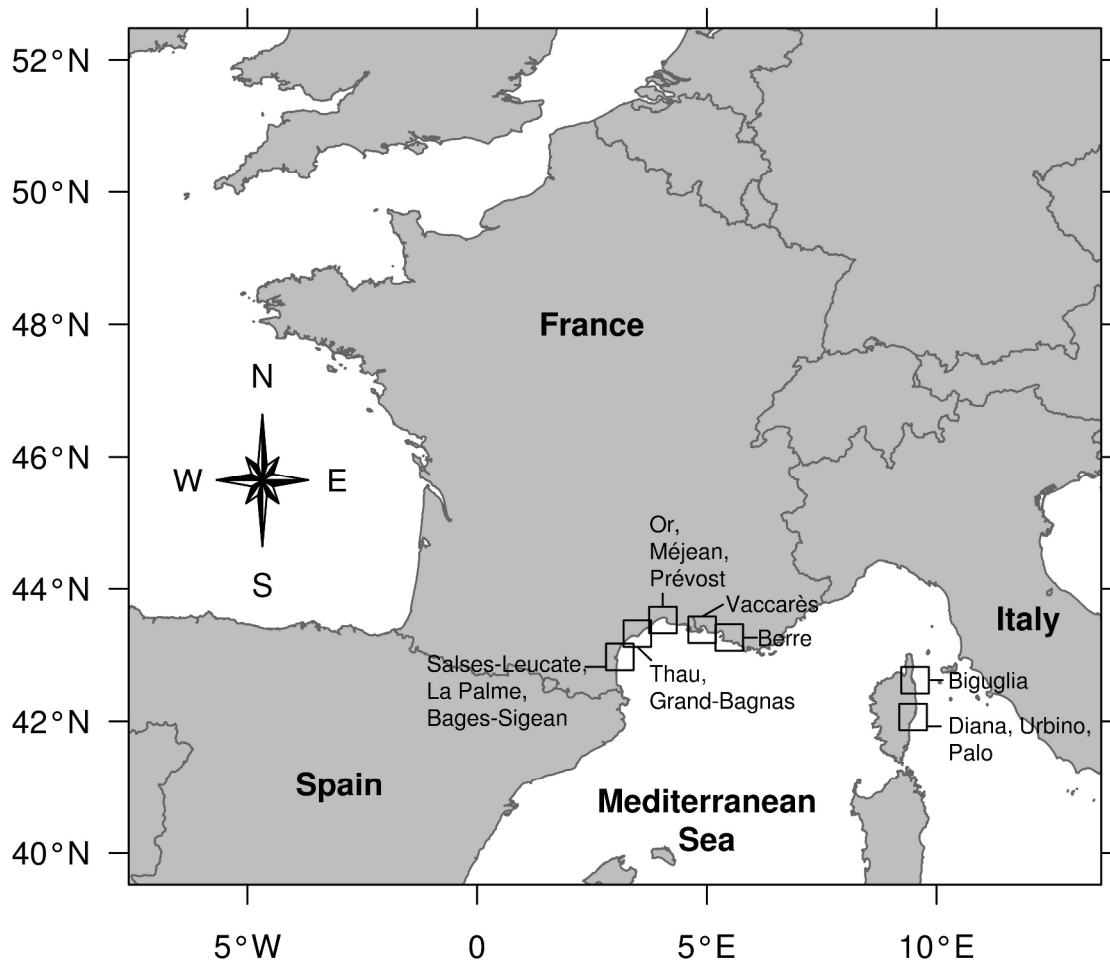 52°N
50°N
48°N
46°N
44°N
42°N
40°N
France
N
W
E
S
Or,
Méjean,
Prévost
Vaccarès
Berre
Italy
Salses-Leucate,
La Palme,
Bages-Sigean
Thau,
Grand-Bagnas
Biguglia
Diana, Urbino,
Palo
Spain
Mediterranean
Sea
5°W
0
5°E
10°E